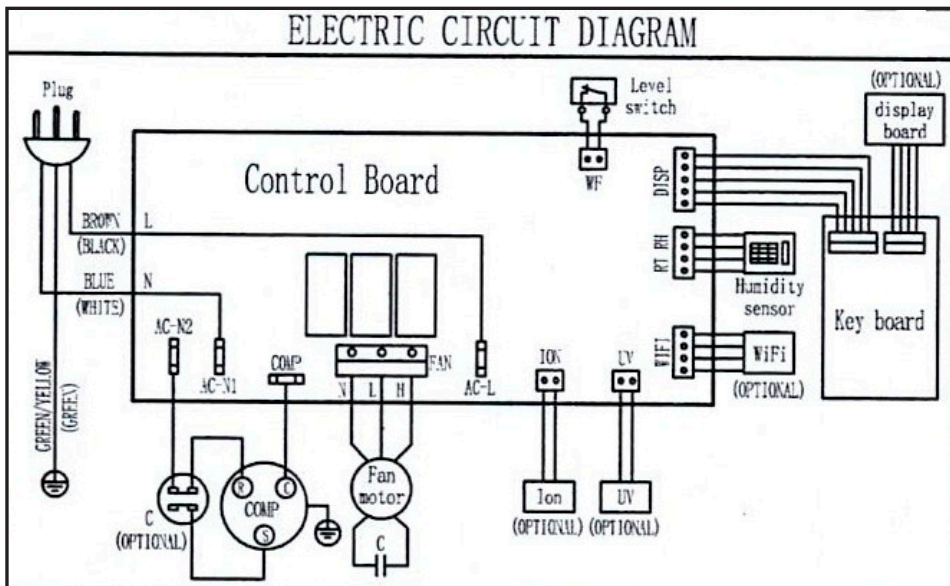 ELECTRIC CIRCUIT DIAGRAM
Plug
Level
switch
(OPTIONAL)
display
board
Control Board
WF
DISP
BROWN
L
(BLACK)
RT RH
Humidity
sensor
BLUE
N
(WHITE)
Key board
AC-N2
COMP
FAN
ION
UV
WIFI
WiFi
(OPTIONAL)
AC-N1
N
L
H
AC-L
GREEN/YELLOW
(GREEN)
R
C
COMP
S
C
(OPTIONAL)
Fan
motor
C
Ion
(OPTIONAL)
UV
(OPTIONAL)